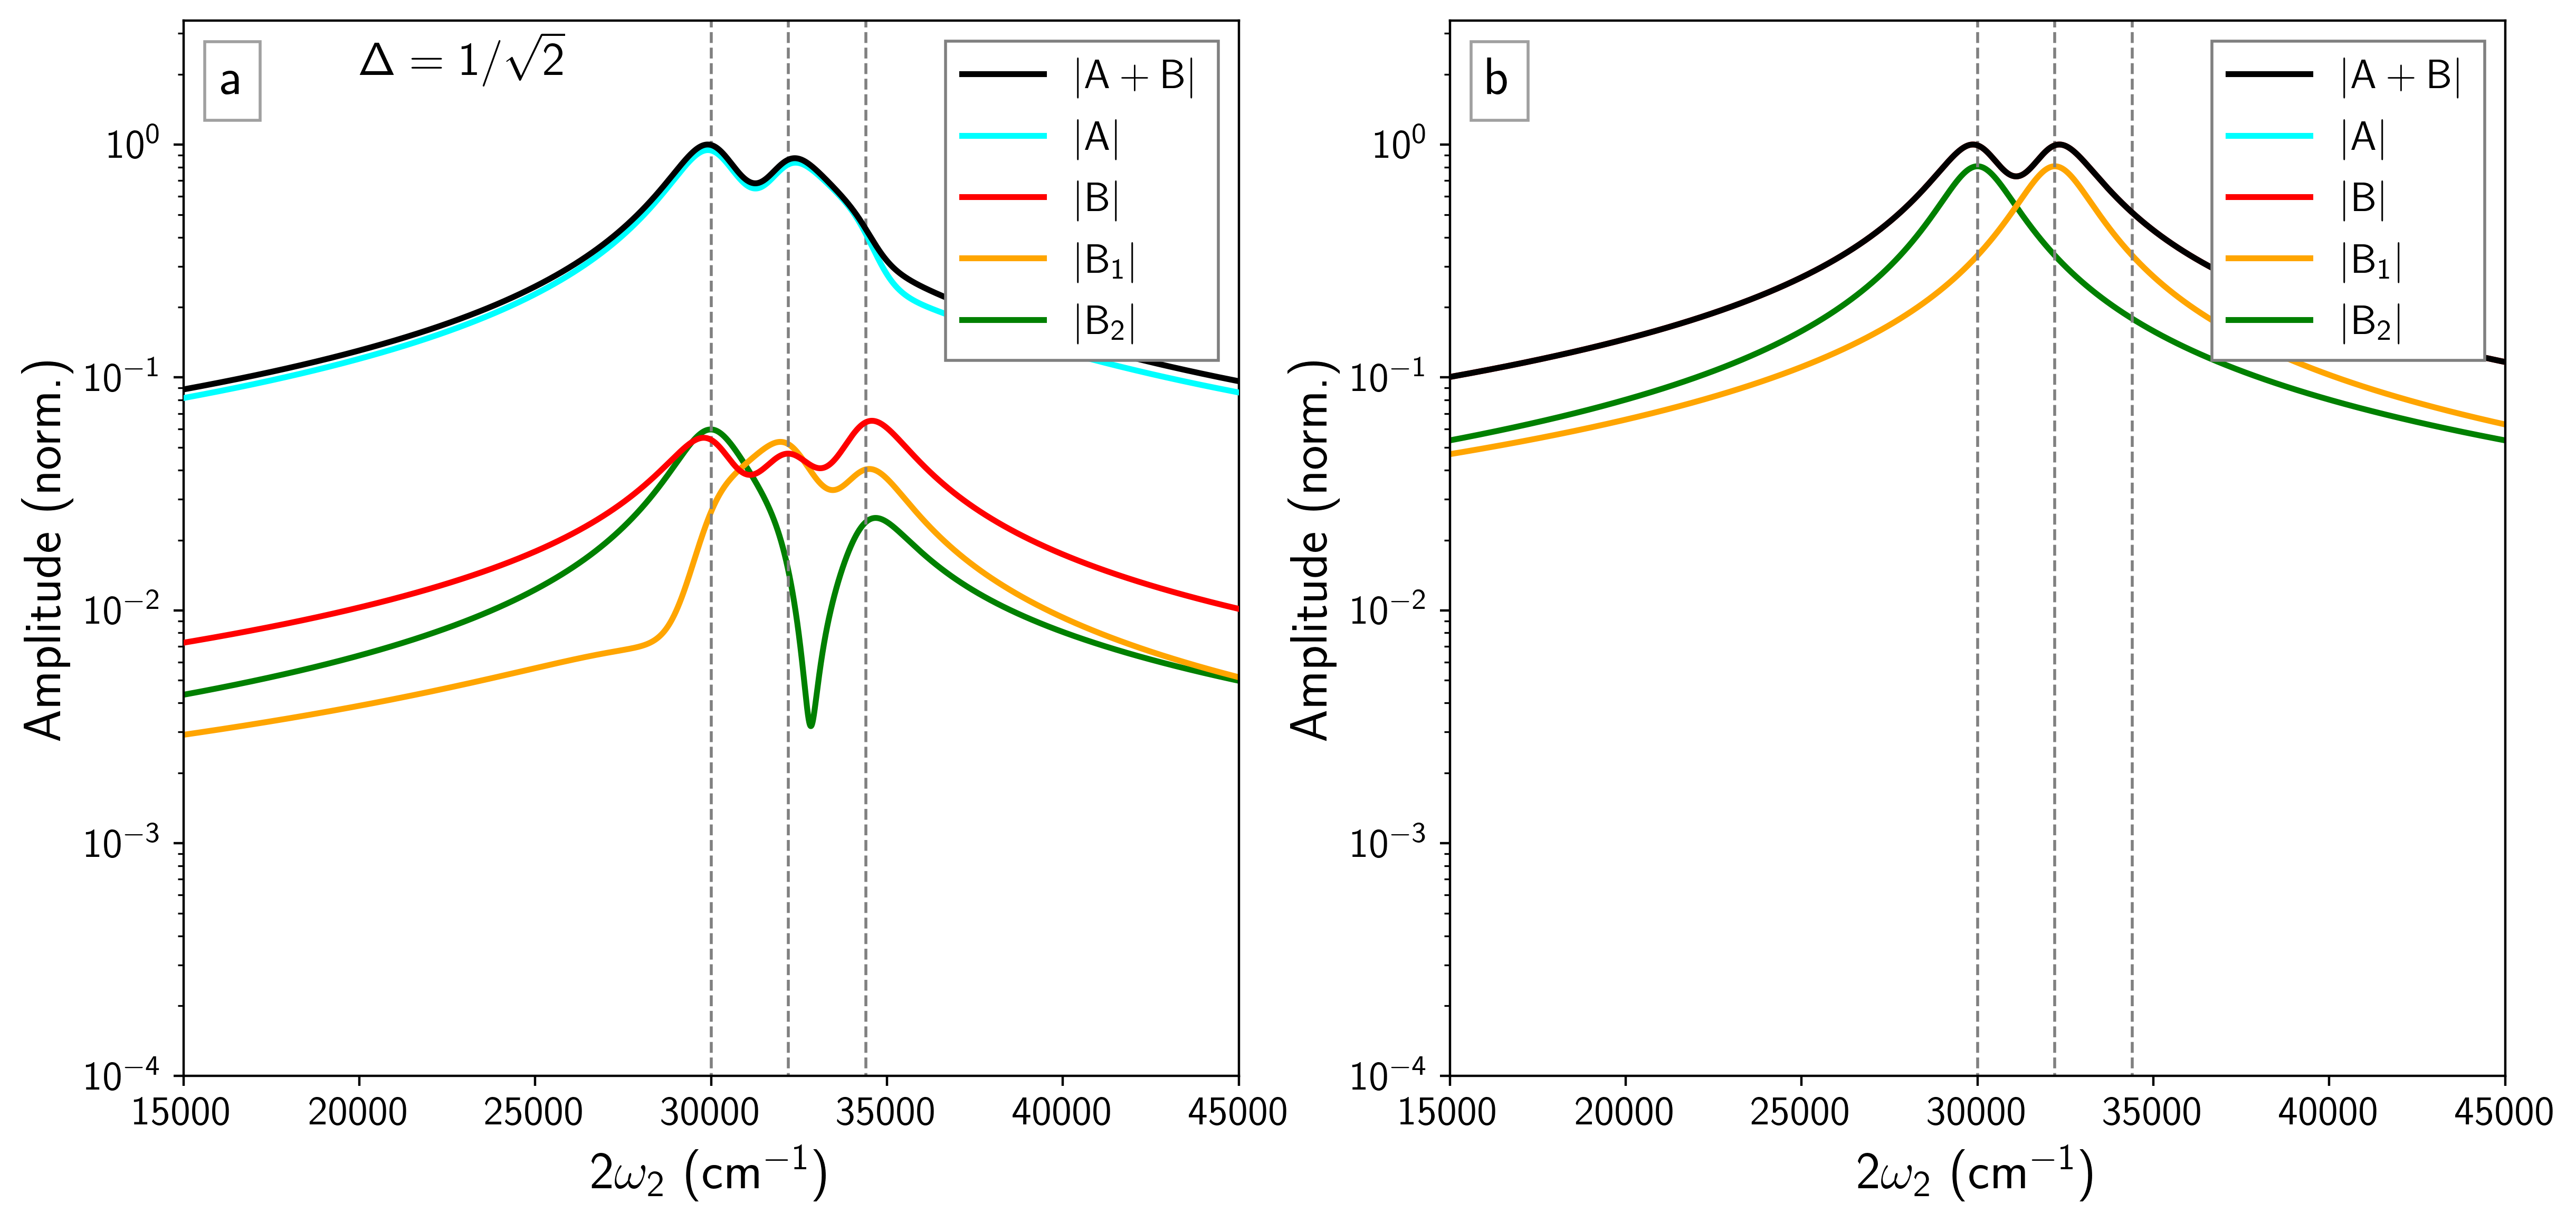 a
Δ = 1/√2
|A + B|
|A|
|B|
|B₁|
|B₂|
Amplitude (norm.)
10⁰
10⁻¹
10⁻²
10⁻³
10⁻⁴
15000 20000 25000 30000 35000 40000 45000
2ω₂ (cm⁻¹)
b
|A + B|
|A|
|B|
|B₁|
|B₂|
Amplitude (norm.)
10⁰
10⁻¹
10⁻²
10⁻³
10⁻⁴
15000 20000 25000 30000 35000 40000 45000
2ω₂ (cm⁻¹)